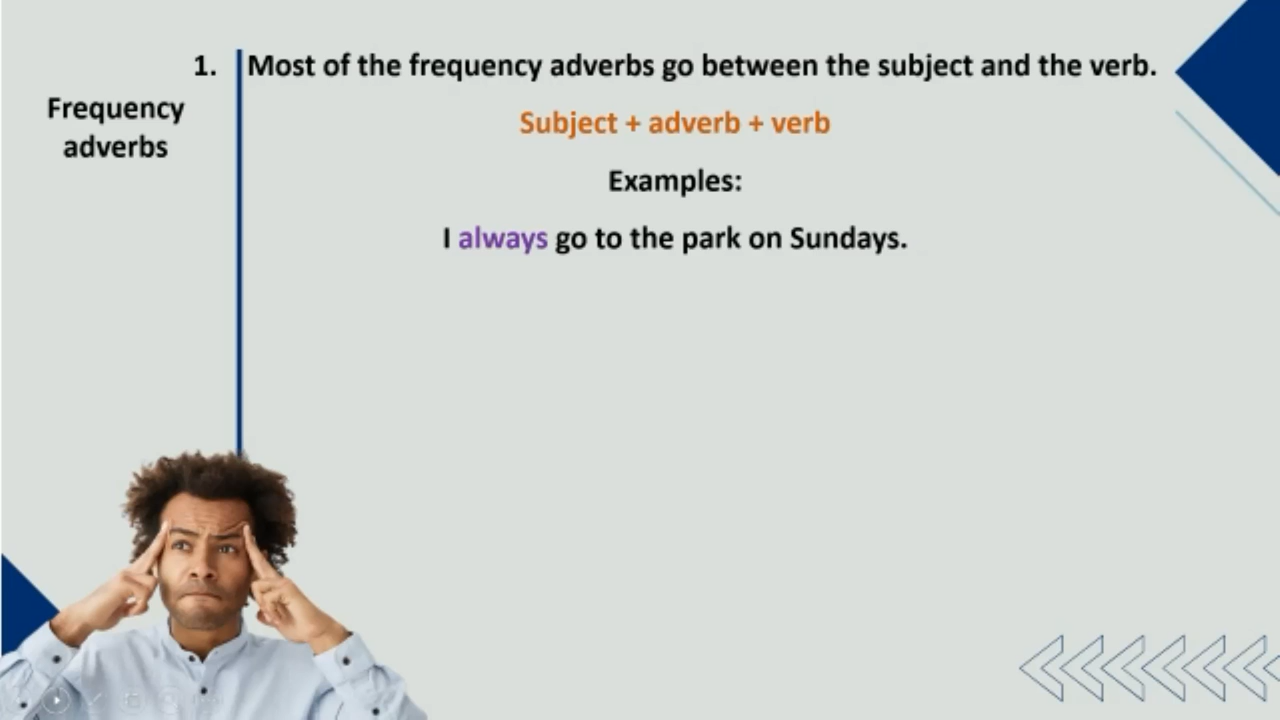 Frequency
adverbs
1. Most of the frequency adverbs go between the subject and the verb.
Subject + adverb + verb
Examples:
I always go to the park on Sundays.